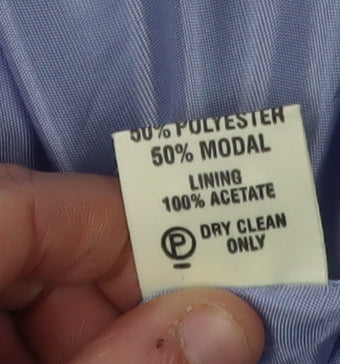 50% POLYESTER
50% MODAL
LINING
100% ACETATE
P DRY CLEAN
ONLY